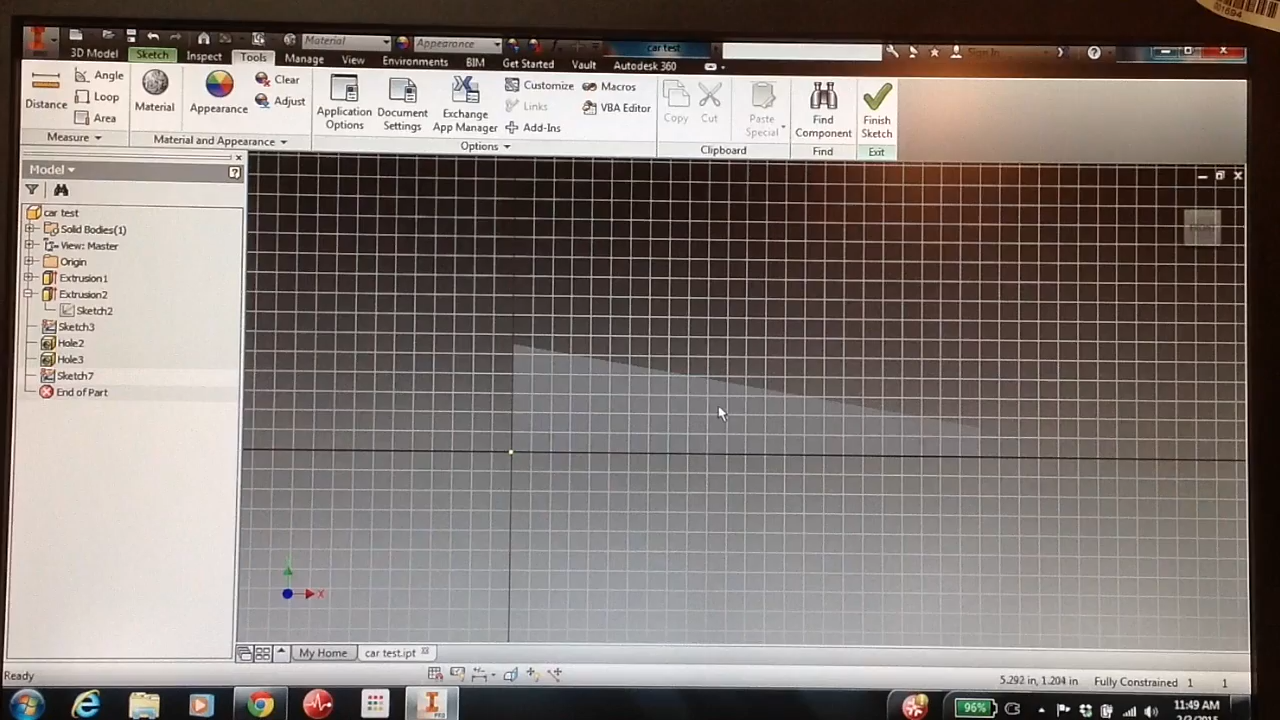 1694
Material
Appearance
car test
Sign In
3D Model Sketch Inspect Tools Manage View Environments BIM Get Started Vault Autodesk 360
Distance
Angle
Loop
Area
Measure
Material
Appearance
Clear
Adjust
Material and Appearance
Application Options
Document Settings
Exchange App Manager
Customize
Links
Add-Ins
Macros
VBA Editor
Options
Copy
Cut
Paste Special
Clipboard
Find Component
Find
Finish Sketch
Exit
Model
car test
Solid Bodies(1)
View: Master
Origin
Extrusion1
Extrusion2
Sketch2
Sketch3
Hole2
Hole3
Sketch7
End of Part
X
My Home
car test.ipt
Ready
5.292 in, 1.204 in Fully Constrained 1 1
PRO
96%
11:49 AM